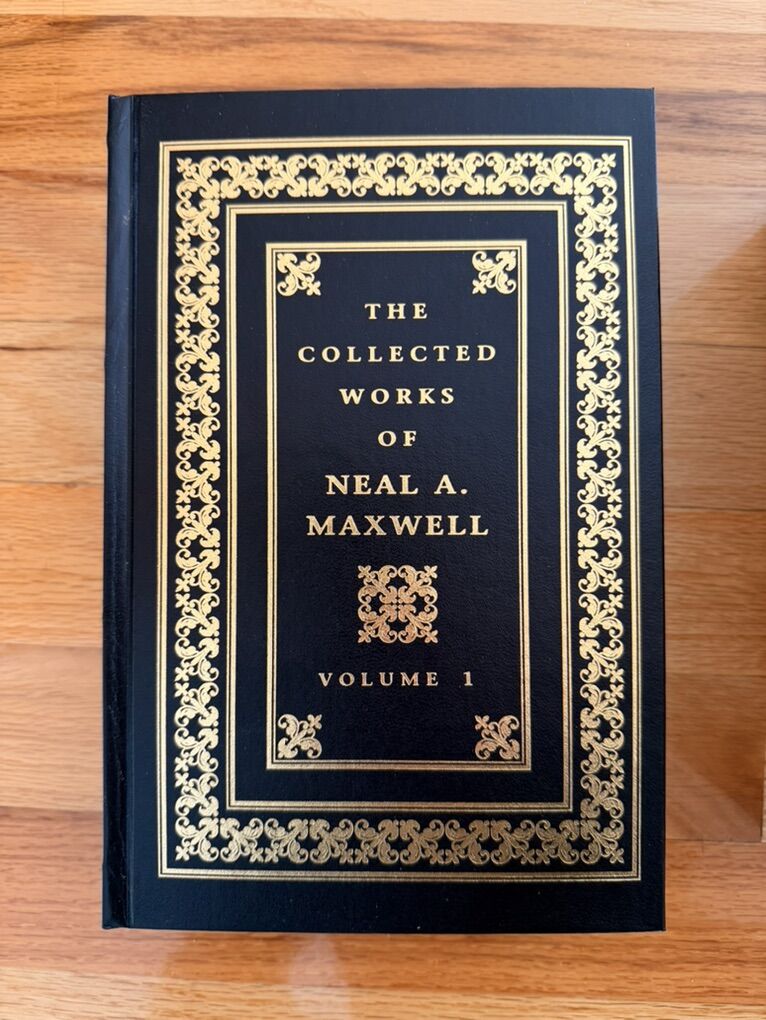 THE
COLLECTED
WORKS
OF
NEAL A.
MAXWELL
VOLUME 1